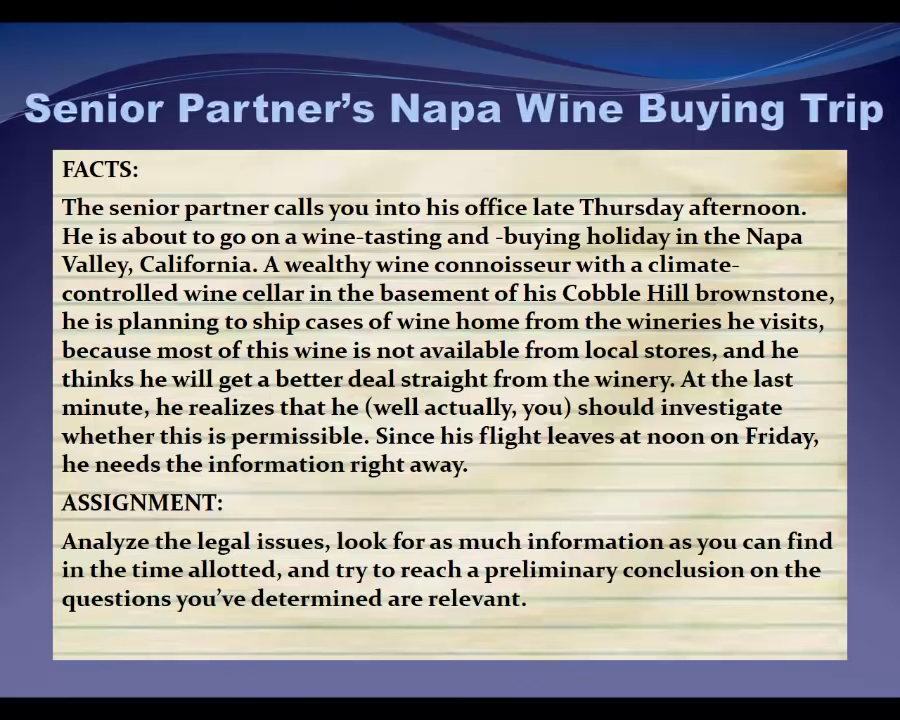 Senior Partner's Napa Wine Buying Trip
FACTS:
The senior partner calls you into his office late Thursday afternoon.
He is about to go on a wine-tasting and -buying holiday in the Napa
Valley, California. A wealthy wine connoisseur with a climate-
controlled wine cellar in the basement of his Cobble Hill brownstone,
he is planning to ship cases of wine home from the wineries he visits,
because most of this wine is not available from local stores, and he
thinks he will get a better deal straight from the winery. At the last
minute, he realizes that he (well actually, you) should investigate
whether this is permissible. Since his flight leaves at noon on Friday,
he needs the information right away.
ASSIGNMENT:
Analyze the legal issues, look for as much information as you can find
in the time allotted, and try to reach a preliminary conclusion on the
questions you've determined are relevant.